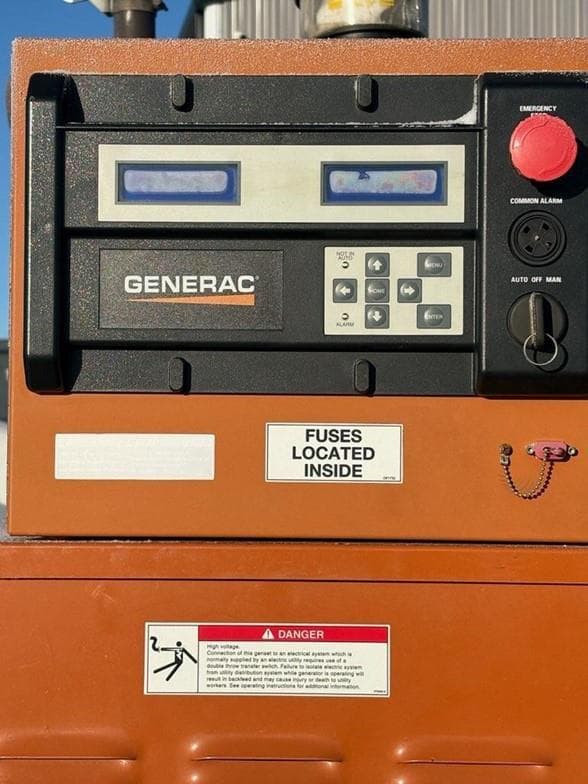 EMERGENCY
STOP
COMMON ALARM
NOT IN
AUTO
MENU
GENERAC®
HOME
AUTO OFF MAN
ALARM
ENTER
FUSES
LOCATED
INSIDE
DANGER
High voltage.
Connection of this genset to an electrical system which is
normally supplied by an electric utility requires use of a
double throw transfer switch. Failure to isolate electric system
from utility distribution system while generator is operating will
result in backfeed and may cause injury or death to utility
workers. See operating instructions for additional information.